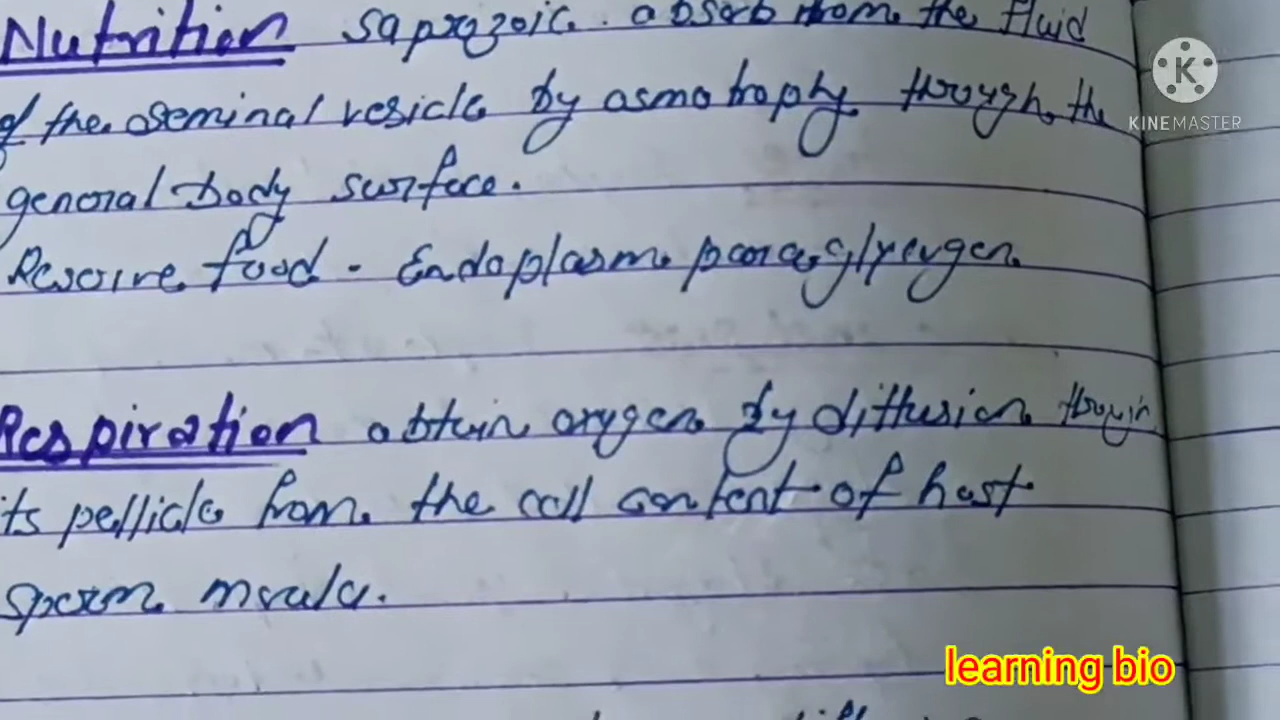 Nutrition saprozoic. absorb from the fluid
of the seminal vesicle by osmotrophy through the
general body surface.
Reserve food - Endoplasm paraglycogen
K
KINEMASTER
Respiration obtain oxygen by diffusion through
its pellicle from the cell content of host
sperm morula.
learning bio